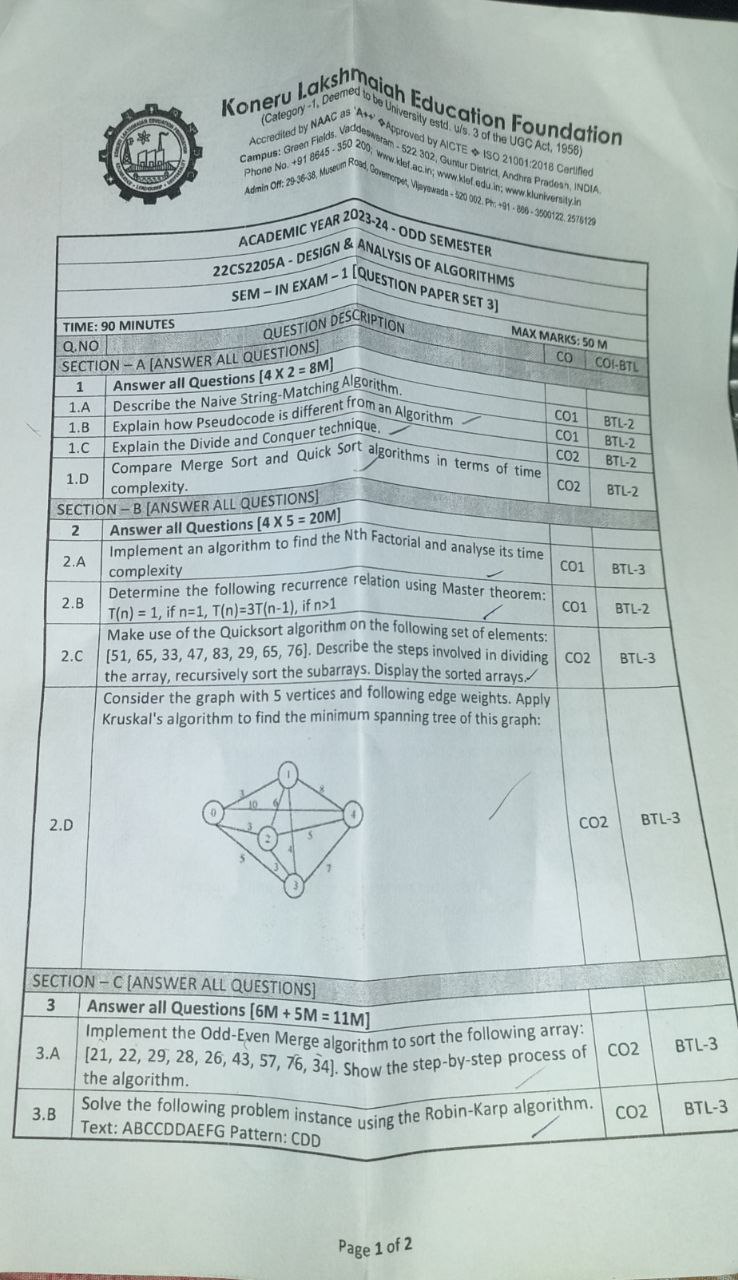 Koneru Lakshmaiah Education Foundation
(Category -1, Deemed to be University estd. u/s. 3 of the UGC Act, 1956)
Accredited by NAAC as 'A++' ❖Approved by AICTE ❖ ISO 21001:2018 Certified
Campus: Green Fields, Vaddeswaram - 522 302, Guntur District, Andhra Pradesh, INDIA.
Phone No. +91 8645 - 350 200; www.klef.ac.in; www.klef.edu.in; www.kluniversity.in
Admin Off: 29-36-38, Museum Road, Governorpet, Vijayawada - 520 002. Ph: +91 - 866 - 3500122, 2576129
ACADEMIC YEAR 2023-24 - ODD SEMESTER
22CS2205A - DESIGN & ANALYSIS OF ALGORITHMS
SEM – IN EXAM – 1 [QUESTION PAPER SET 3]
TIME: 90 MINUTES MAX MARKS: 50 M
Q.NO QUESTION DESCRIPTION CO COI-BTL
SECTION – A [ANSWER ALL QUESTIONS]
1 Answer all Questions [4 X 2 = 8M]
1.A Describe the Naive String-Matching Algorithm. CO1 BTL-2
1.B Explain how Pseudocode is different from an Algorithm CO1 BTL-2
1.C Explain the Divide and Conquer technique. CO2 BTL-2
1.D Compare Merge Sort and Quick Sort algorithms in terms of time CO2 BTL-2
complexity.
SECTION – B [ANSWER ALL QUESTIONS]
2 Answer all Questions [4 X 5 = 20M]
2.A Implement an algorithm to find the Nth Factorial and analyse its time CO1 BTL-3
complexity
2.B Determine the following recurrence relation using Master theorem: CO1 BTL-2
T(n) = 1, if n=1, T(n)=3T(n-1), if n>1
Make use of the Quicksort algorithm on the following set of elements:
2.C [51, 65, 33, 47, 83, 29, 65, 76]. Describe the steps involved in dividing CO2 BTL-3
the array, recursively sort the subarrays. Display the sorted arrays.
Consider the graph with 5 vertices and following edge weights. Apply
Kruskal's algorithm to find the minimum spanning tree of this graph:
1
3 8
10 6
0 4
2.D 3 2 5 CO2 BTL-3
4
5 3 7
3
SECTION – C [ANSWER ALL QUESTIONS]
3 Answer all Questions [6M + 5M = 11M]
Implement the Odd-Even Merge algorithm to sort the following array:
3.A [21, 22, 29, 28, 26, 43, 57, 76, 34]. Show the step-by-step process of CO2 BTL-3
the algorithm.
3.B Solve the following problem instance using the Robin-Karp algorithm. CO2 BTL-3
Text: ABCCDDAEFG Pattern: CDD
Page 1 of 2